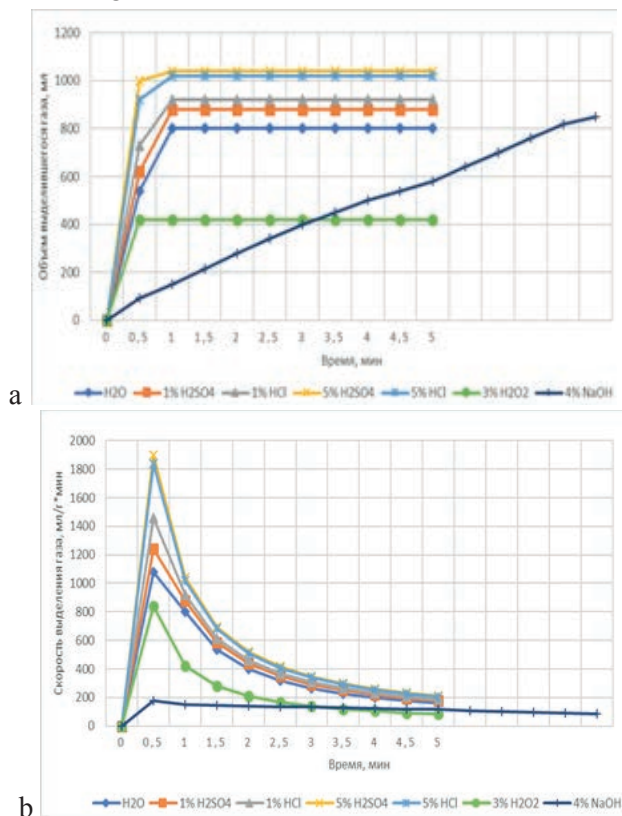 Объем выделившегося газа, мл
1200
1000
800
600
400
200
0
0 0,5 1 1,5 2 2,5 3 3,5 4 4,5 5
Время, мин
H2O 1% H2SO4 1% HCl 5% H2SO4 5% HCl 3% H2O2 4% NaOH
a
Скорость выделения газа, мл/г*мин
2000
1800
1600
1400
1200
1000
800
600
400
200
0
0 0,5 1 1,5 2 2,5 3 3,5 4 4,5 5
Время, мин
H2O 1% H2SO4 1% HCl 5% H2SO4 5% HCl 3% H2O2 4% NaOH
b